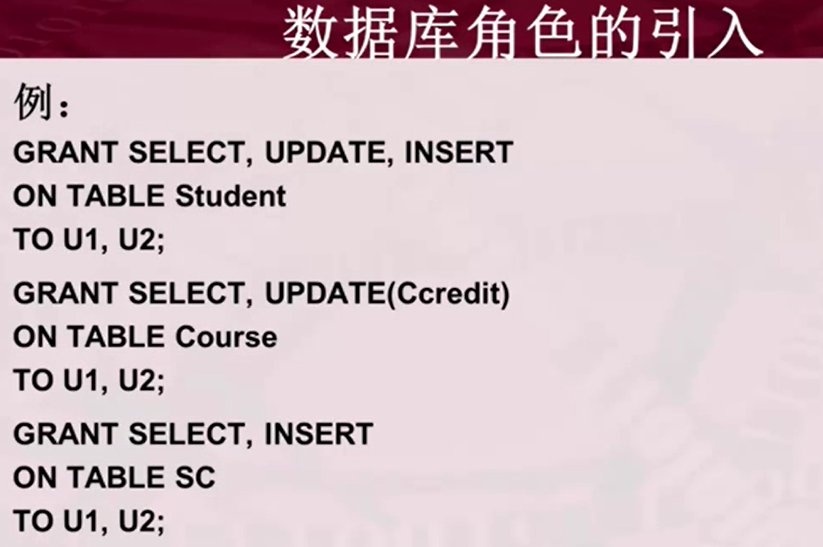 数据库角色的引入
例：
GRANT SELECT, UPDATE, INSERT
ON TABLE Student
TO U1, U2;
GRANT SELECT, UPDATE(Ccredit)
ON TABLE Course
TO U1, U2;
GRANT SELECT, INSERT
ON TABLE SC
TO U1, U2;